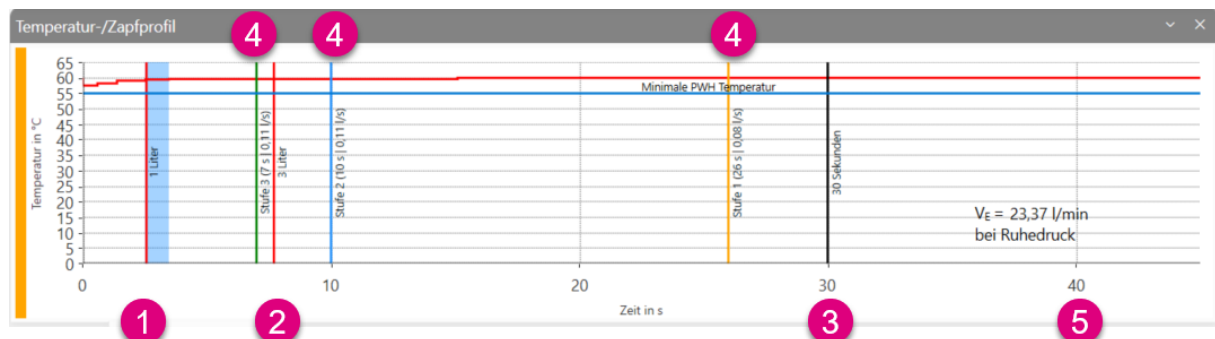 Temperatur-/Zapfprofil
4
4
4
65
60
55
50
45
40
35
30
25
20
15
10
5
0
Temperatur in °C
Minimale PWH Temperatur
1 Liter
Stufe 3 (7 s | 0,11 l/s)
3 Liter
Stufe 2 (10 s | 0,11 l/s)
Stufe 1 (26 s | 0,08 l/s)
30 Sekunden
VE = 23,37 l/min
bei Ruhedruck
0
10
20
30
40
Zeit in s
1
2
3
5